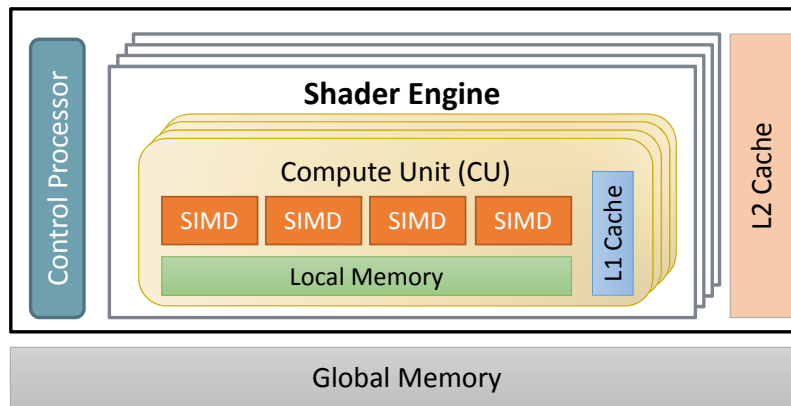 Control Processor
Shader Engine
Compute Unit (CU)
SIMD SIMD SIMD SIMD
Local Memory
L1 Cache
L2 Cache
Global Memory